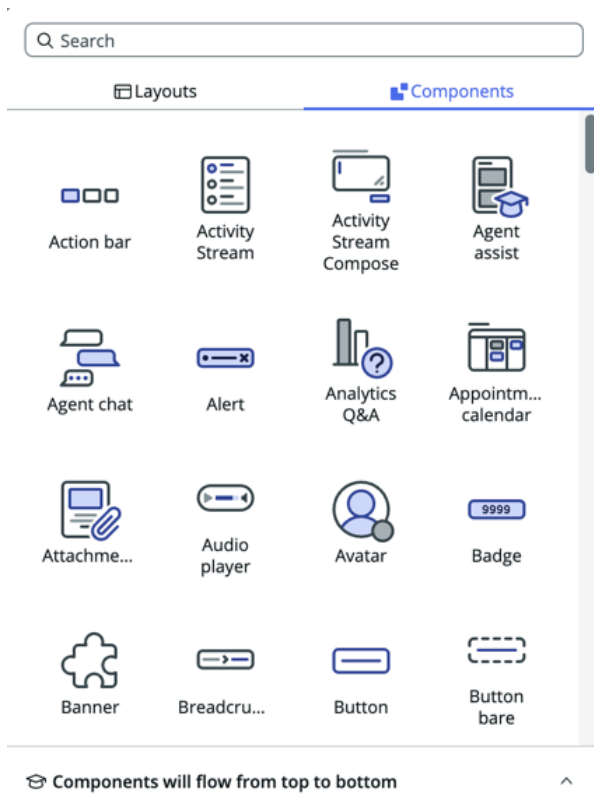 Search
Layouts
Components
Action bar
Activity
Stream
Activity
Stream
Compose
Agent
assist
Agent chat
Alert
Analytics
Q&A
Appointm...
calendar
Attachme...
Audio
player
Avatar
9999
Badge
Banner
Breadcru...
Button
Button
bare
Components will flow from top to bottom